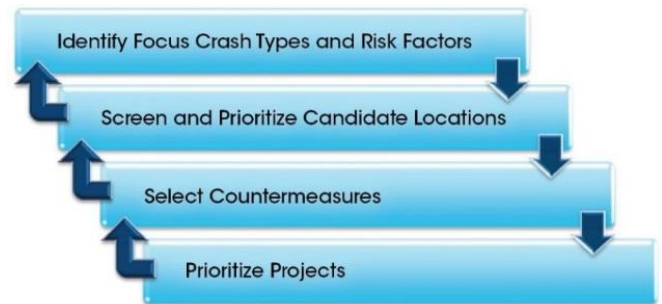 Identify Focus Crash Types and Risk Factors
Screen and Prioritize Candidate Locations
Select Countermeasures
Prioritize Projects